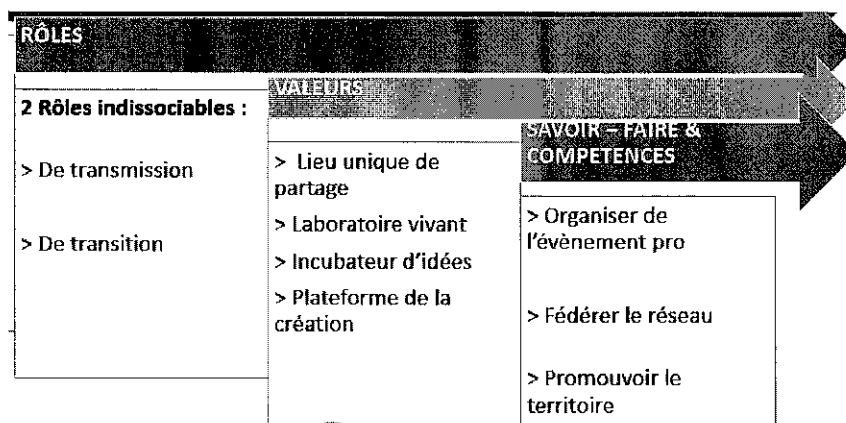 RÔLES
2 Rôles indissociables :
> De transmission
> De transition
VALEURS
> Lieu unique de
partage
> Laboratoire vivant
> Incubateur d'idées
> Plateforme de la
création
SAVOIR – FAIRE &
COMPETENCES
> Organiser de
l'évènement pro
> Fédérer le réseau
> Promouvoir le
territoire